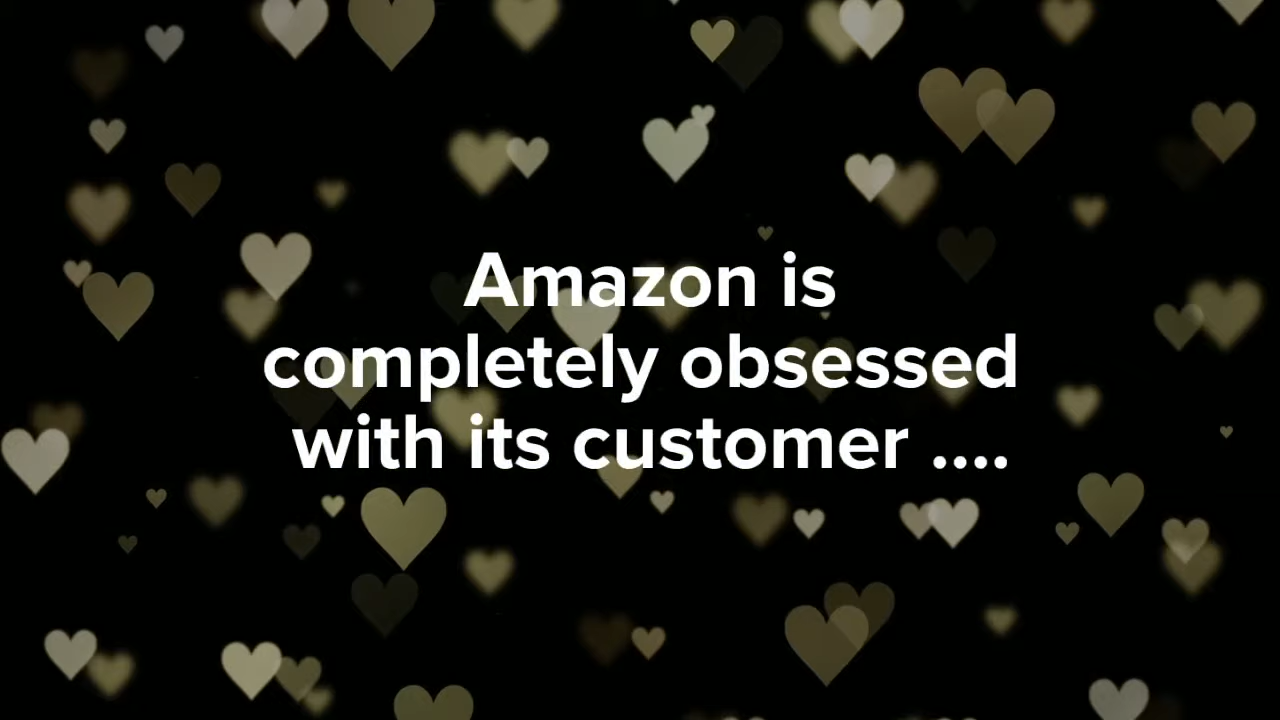 Amazon is
completely obsessed
with its customer ....